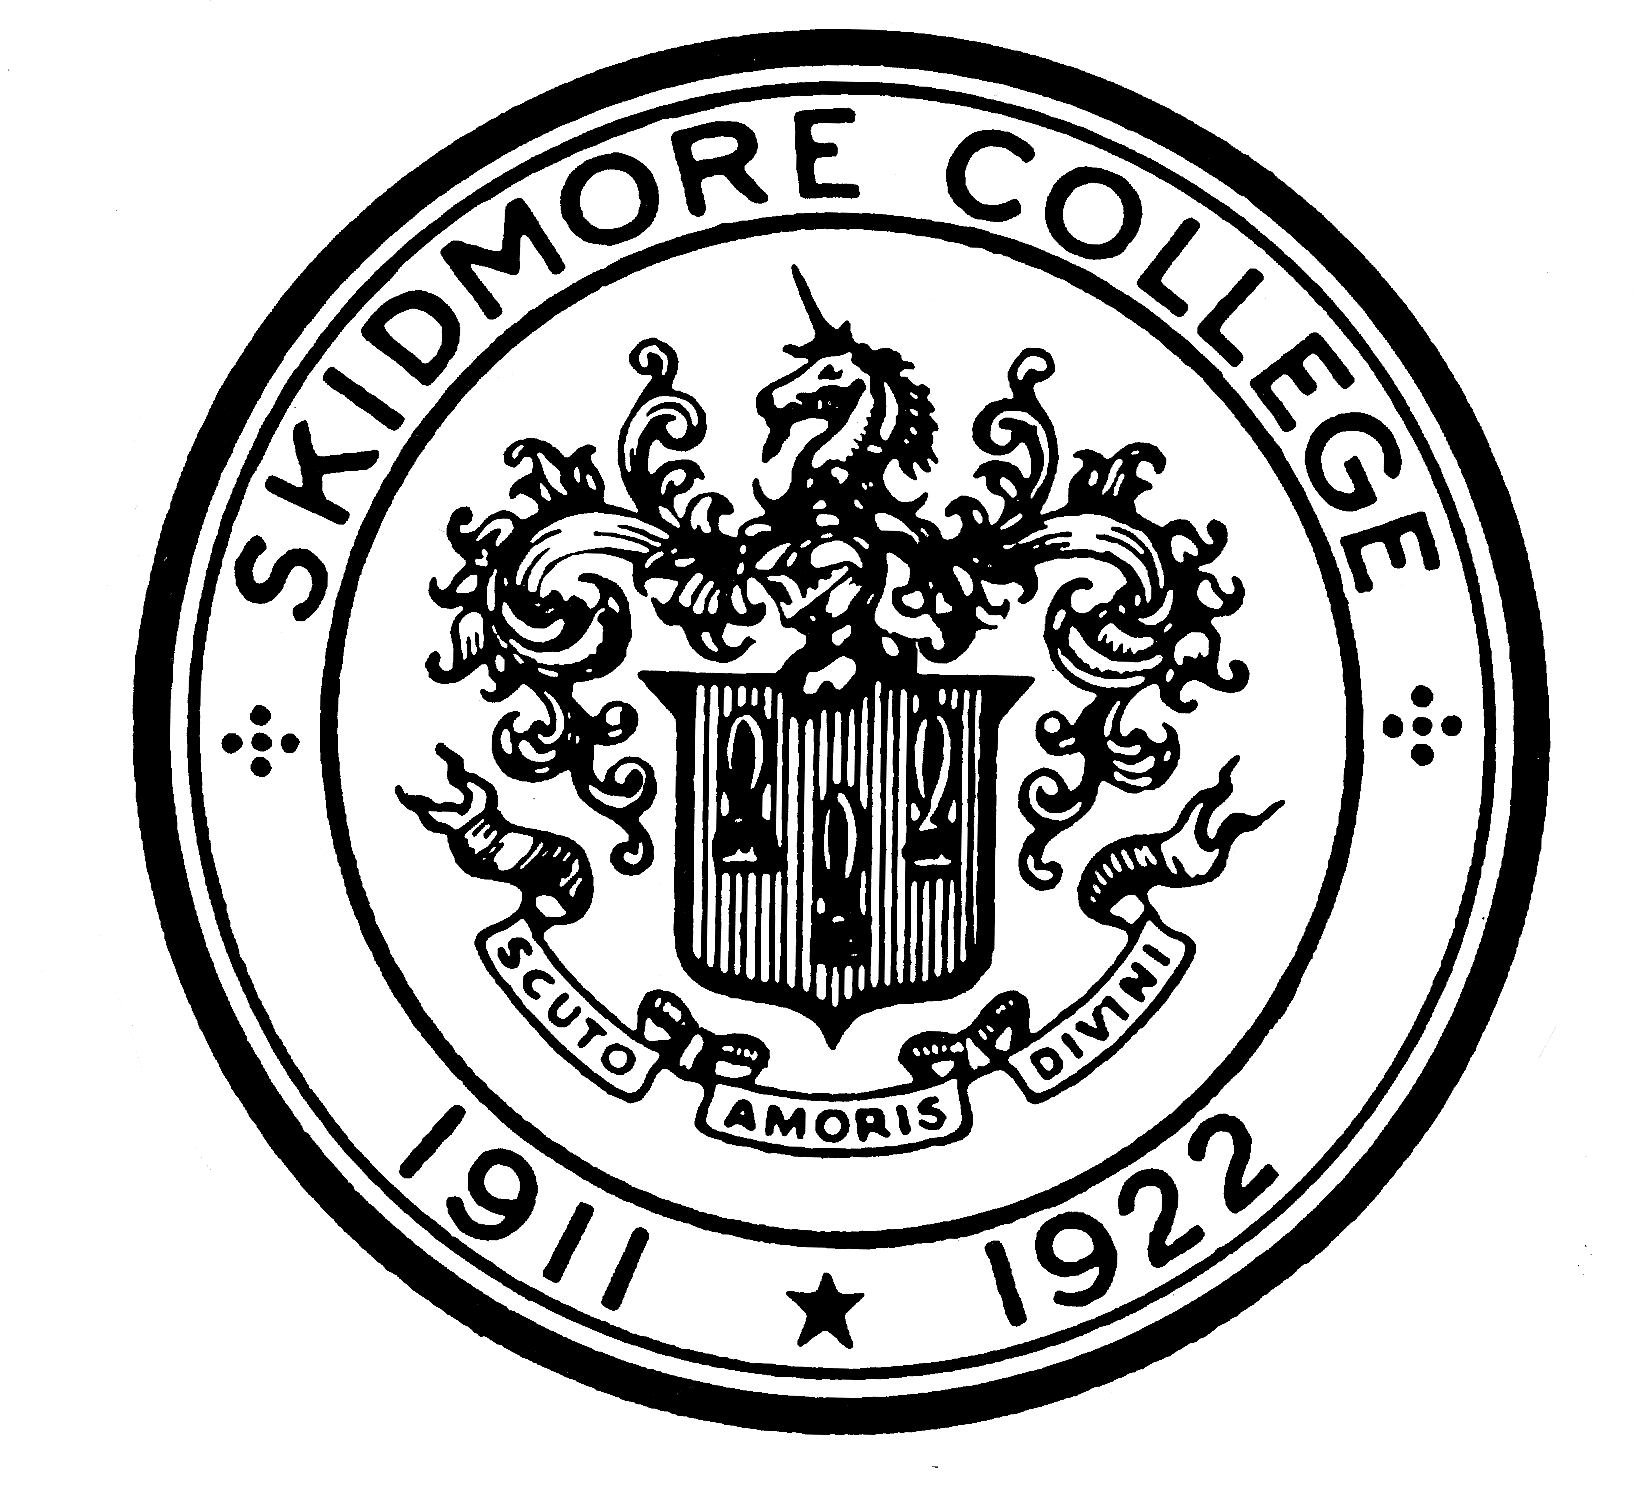 SKIDMORE COLLEGE
SCUTO
AMORIS
DIVINI
1911 ★ 1922